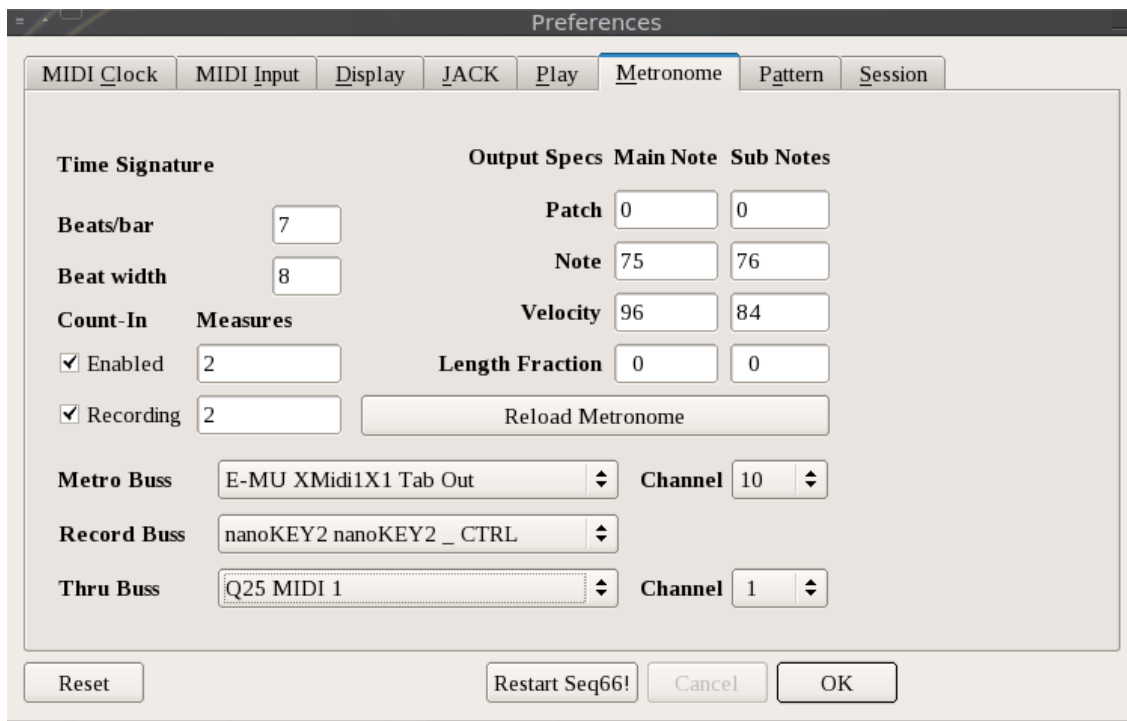 Preferences
MIDI Clock MIDI Input Display JACK Play Metronome Pattern Session
Time Signature
Output Specs Main Note Sub Notes
Beats/bar 7
Patch 0 0
Beat width 8
Note 75 76
Count-In Measures
Velocity 96 84
Enabled 2
Length Fraction 0 0
Recording 2
Reload Metronome
Metro Buss E-MU XMidi1X1 Tab Out Channel 10
Record Buss nanoKEY2 nanoKEY2 _ CTRL
Thru Buss Q25 MIDI 1 Channel 1
Reset Restart Seq66! Cancel OK